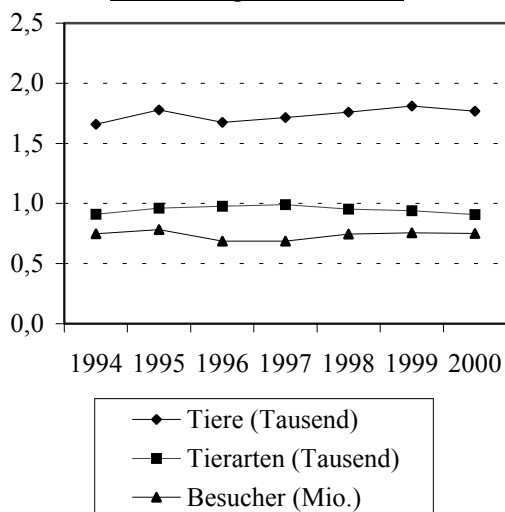 2,5
2,0
1,5
1,0
0,5
0,0
1994 1995 1996 1997 1998 1999 2000
Tiere (Tausend)
Tierarten (Tausend)
Besucher (Mio.)